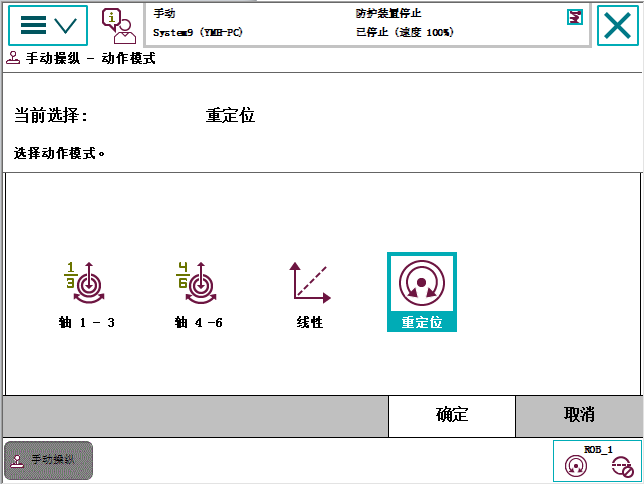 手动
防护装置停止
System9 (YMH-PC)
已停止 (速度 100%)
手动操纵 - 动作模式
当前选择:
重定位
选择动作模式。
1
3
4
6
轴 1 - 3
轴 4 -6
线性
重定位
确定
取消
手动操纵
ROB_1